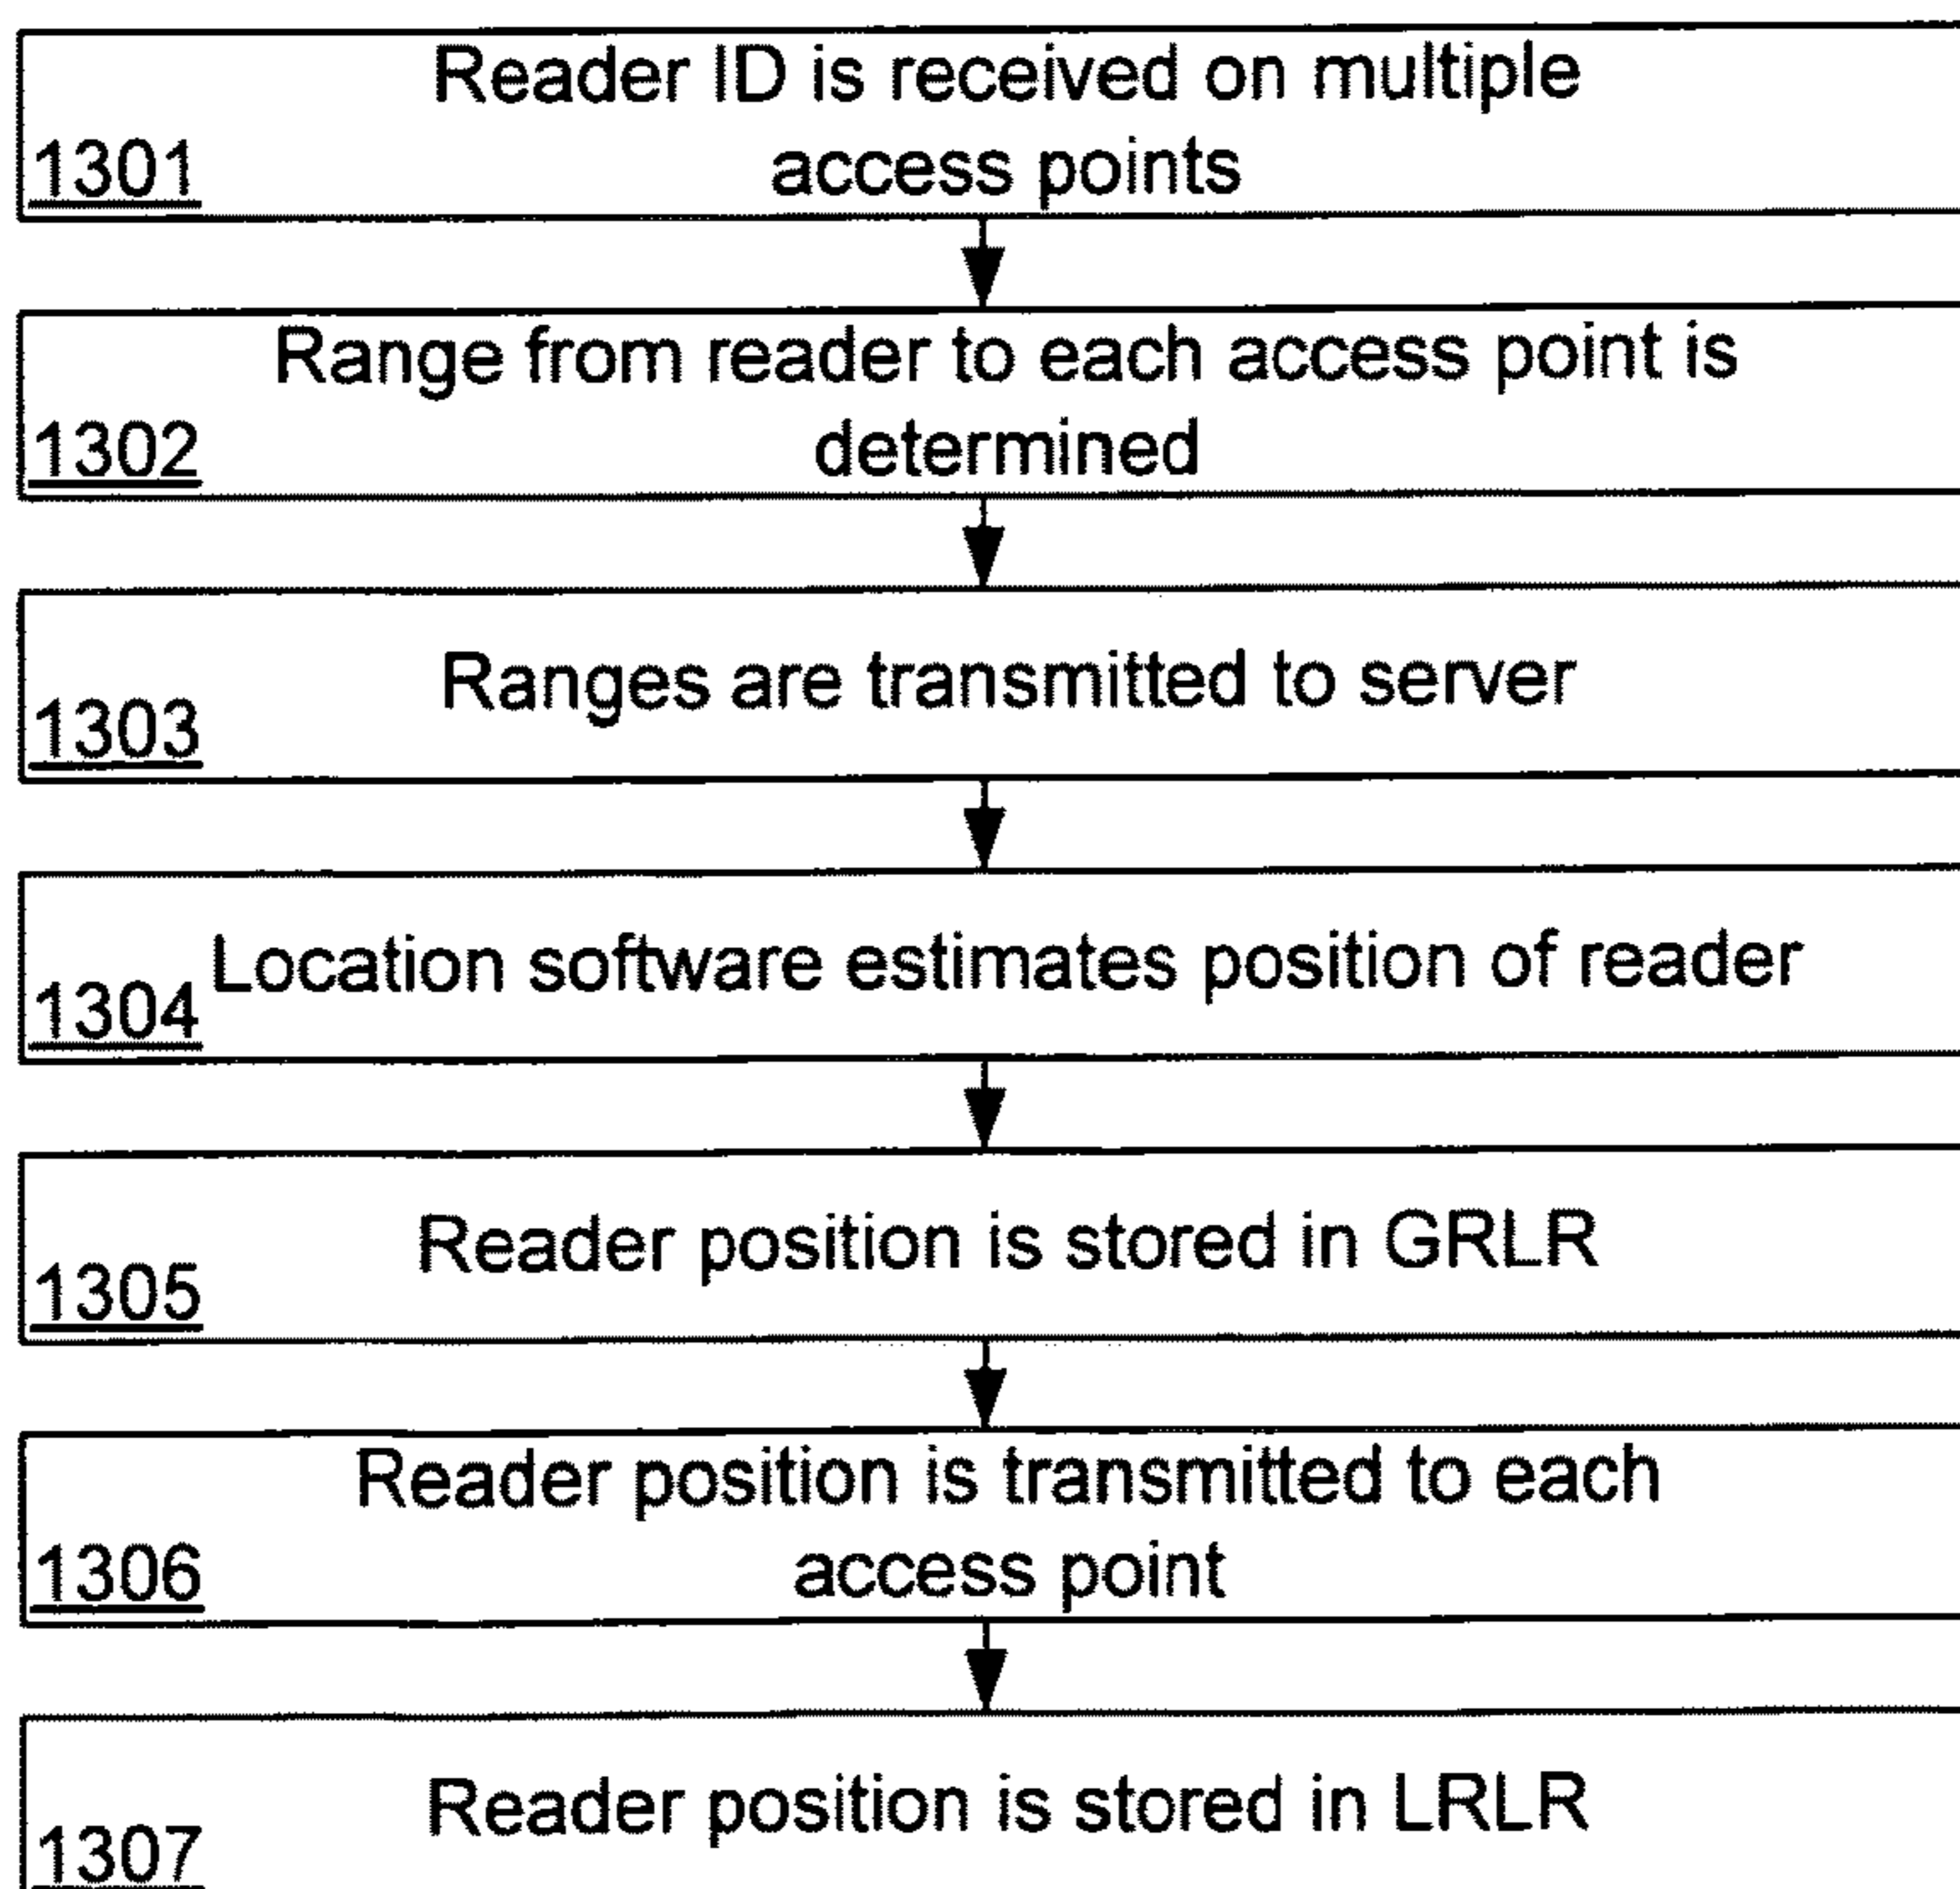 Reader ID is received on multiple
access points
1301
Range from reader to each access point is
determined
1302
Ranges are transmitted to server
1303
Location software estimates position of reader
1304
Reader position is stored in GRLR
1305
Reader position is transmitted to each
access point
1306
Reader position is stored in LRLR
1307